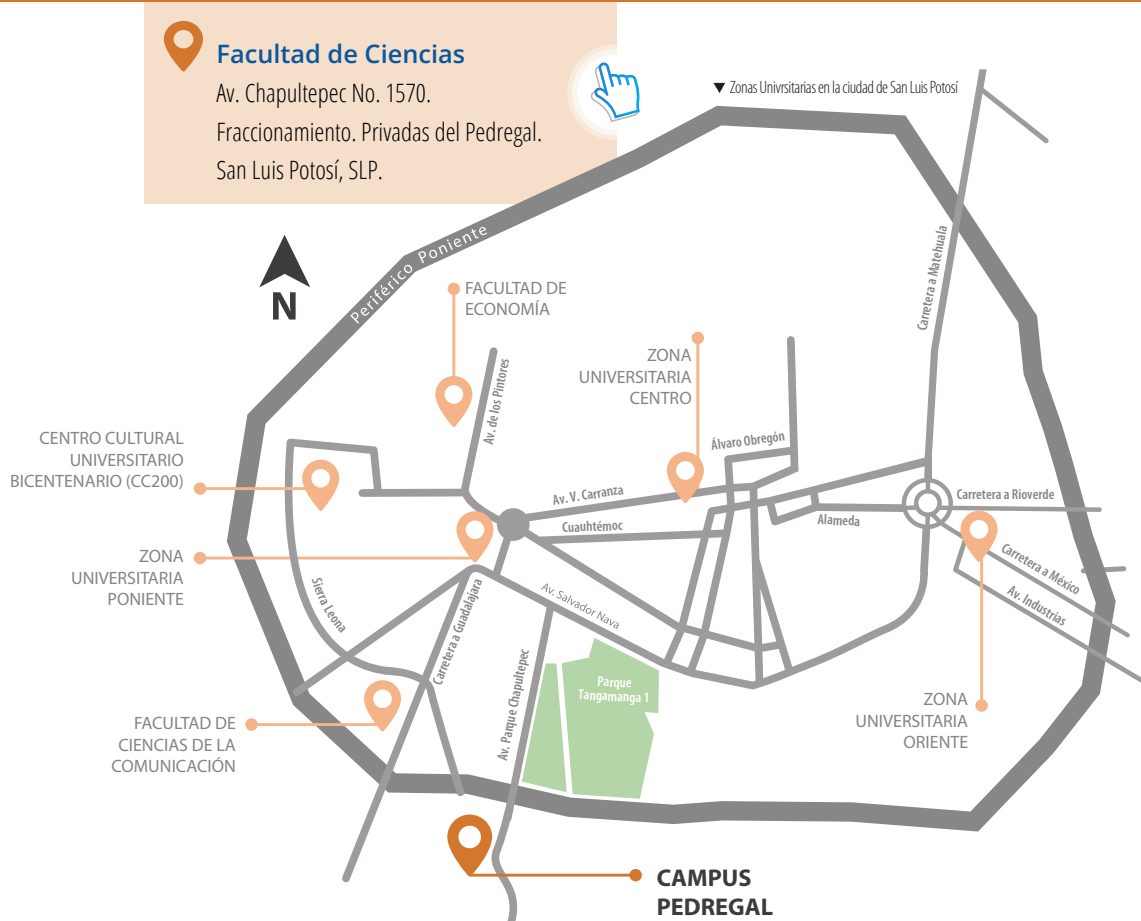 Facultad de Ciencias
Av. Chapultepec No. 1570.
Fraccionamiento. Privadas del Pedregal.
San Luis Potosí, SLP.
▼ Zonas Univrsitarias en la ciudad de San Luis Potosí
Periférico Poniente
N
Carretera a Matehuala
FACULTAD DE
ECONOMÍA
Av. de los Pintores
ZONA
UNIVERSITARIA
CENTRO
Álvaro Obregón
CENTRO CULTURAL
UNIVERSITARIO
BICENTENARIO (CC200)
Av. V. Carranza
Cuauhtémoc
Alameda
Carretera a Rioverde
ZONA
UNIVERSITARIA
PONIENTE
Sierra Leona
Carretera a Guadalajara
Av. Salvador Nava
Carretera a México
Av. Industrias
Av. Parque Chapultepec
Parque
Tangamanga 1
FACULTAD DE
CIENCIAS DE LA
COMUNICACIÓN
ZONA
UNIVERSITARIA
ORIENTE
CAMPUS
PEDREGAL